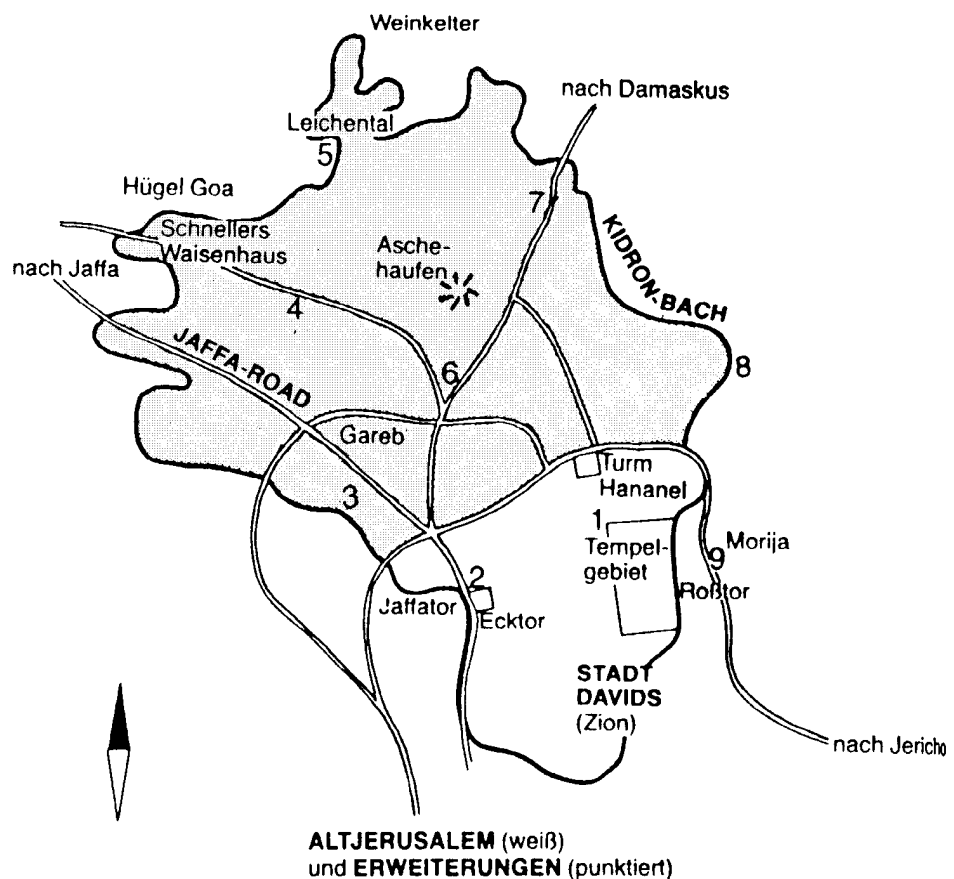 Weinkelter
nach Damaskus
Leichental
5
Hügel Goa
7
Schnellers
Waisenhaus
Asche-
haufen
KIDRON-BACH
nach Jaffa
4
JAFFA-ROAD
6
8
Gareb
Turm
Hananel
3
1
Tempel-
gebiet
Morija
9
2
Roßtor
Jaffator
Ecktor
STADT
DAVIDS
(Zion)
nach Jericho
ALTJERUSALEM (weiß)
und ERWEITERUNGEN (punktiert)